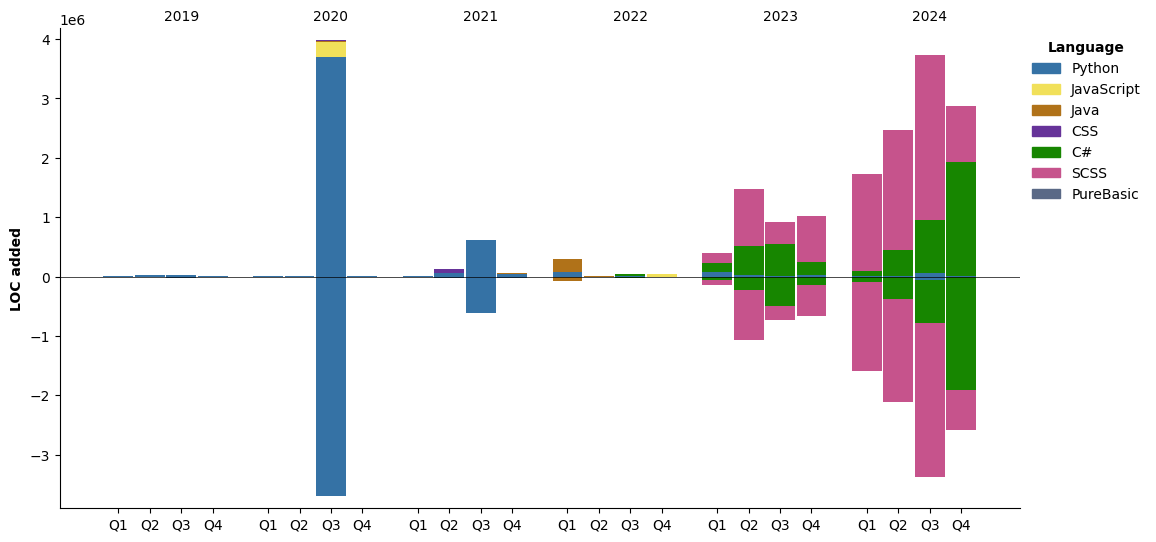 1e6
2019 2020 2021 2022 2023 2024
LOC added
4
3
2
1
0
−1
−2
−3
Q1 Q2 Q3 Q4 Q1 Q2 Q3 Q4 Q1 Q2 Q3 Q4 Q1 Q2 Q3 Q4 Q1 Q2 Q3 Q4 Q1 Q2 Q3 Q4
Language
Python
JavaScript
Java
CSS
C#
SCSS
PureBasic